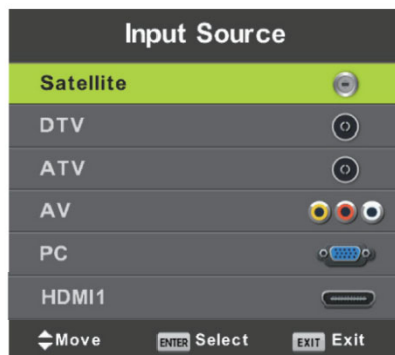 Input Source
Satellite
DTV
ATV
AV
PC
HDMI1
Move ENTER Select EXIT Exit